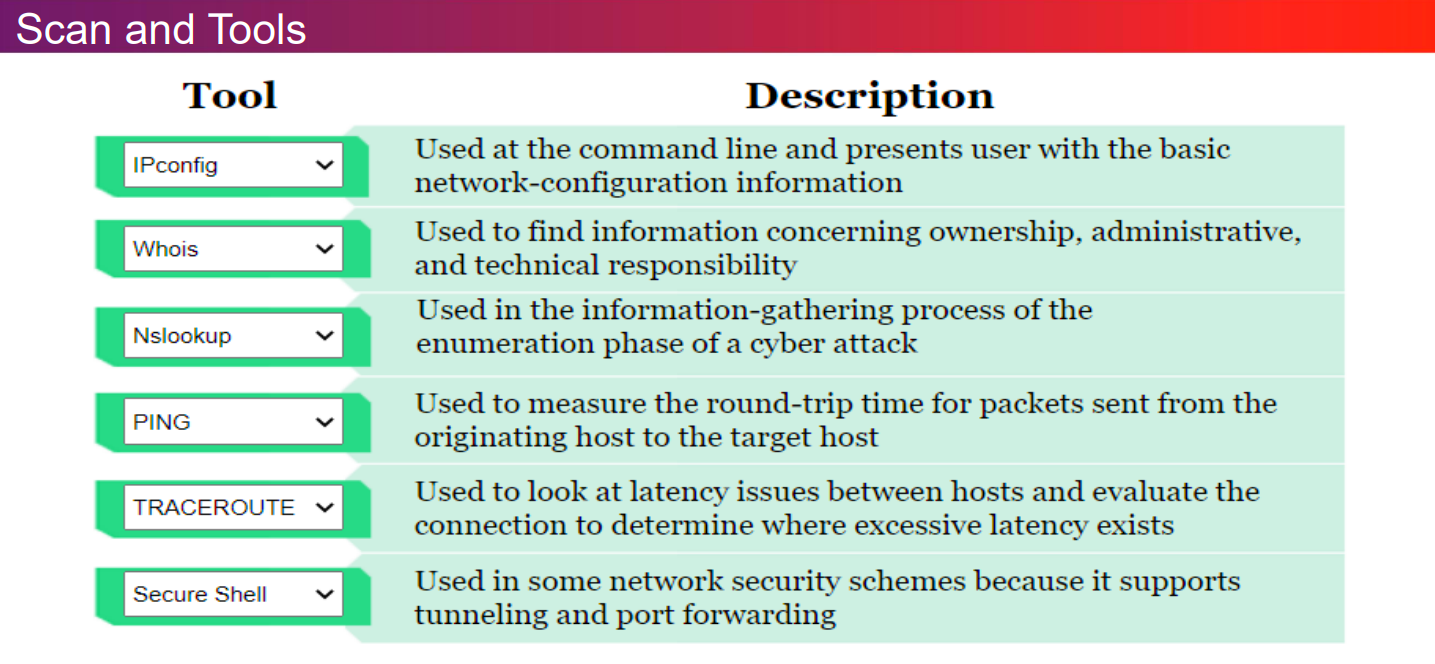 Scan and Tools
Tool
Description
IPconfig
Used at the command line and presents user with the basic
network-configuration information
Whois
Used to find information concerning ownership, administrative,
and technical responsibility
Nslookup
Used in the information-gathering process of the
enumeration phase of a cyber attack
PING
Used to measure the round-trip time for packets sent from the
originating host to the target host
TRACEROUTE
Used to look at latency issues between hosts and evaluate the
connection to determine where excessive latency exists
Secure Shell
Used in some network security schemes because it supports
tunneling and port forwarding